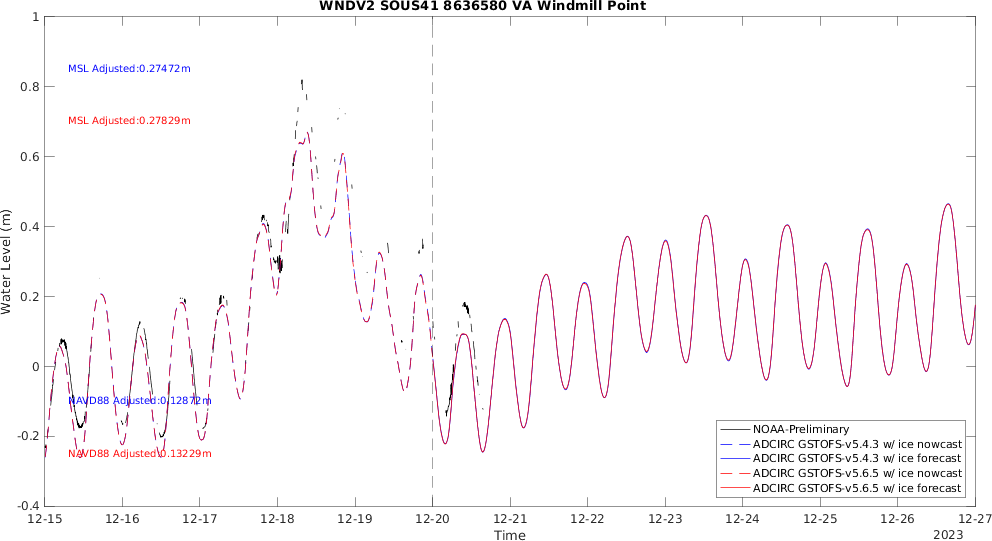 WNDV2 SOUS41 8636580 VA Windmill Point
Water Level (m)
1
0.8
0.6
0.4
0.2
0
-0.2
-0.4
MSL Adjusted:0.27472m
MSL Adjusted:0.27829m
NAVD88 Adjusted:0.12872m
NAVD88 Adjusted:0.13229m
NOAA-Preliminary
ADCIRC GSTOFS-v5.4.3 w/ ice nowcast
ADCIRC GSTOFS-v5.4.3 w/ ice forecast
ADCIRC GSTOFS-v5.6.5 w/ ice nowcast
ADCIRC GSTOFS-v5.6.5 w/ ice forecast
12-15 12-16 12-17 12-18 12-19 12-20 12-21 12-22 12-23 12-24 12-25 12-26 12-27
Time
2023